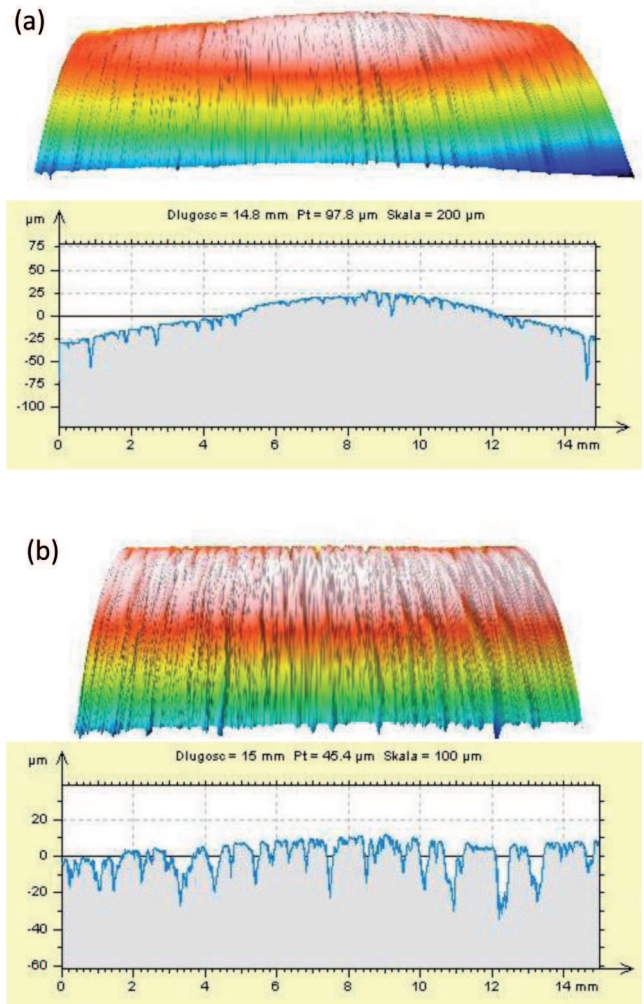 (a)
µm
Dlugosc = 14.8 mm Pt = 97.8 µm Skala = 200 µm
75
50
25
0
-25
-50
-75
-100
0 2 4 6 8 10 12 14 mm
(b)
µm
Dlugosc = 15 mm Pt = 45.4 µm Skala = 100 µm
20
0
-20
-40
-60
0 2 4 6 8 10 12 14 mm